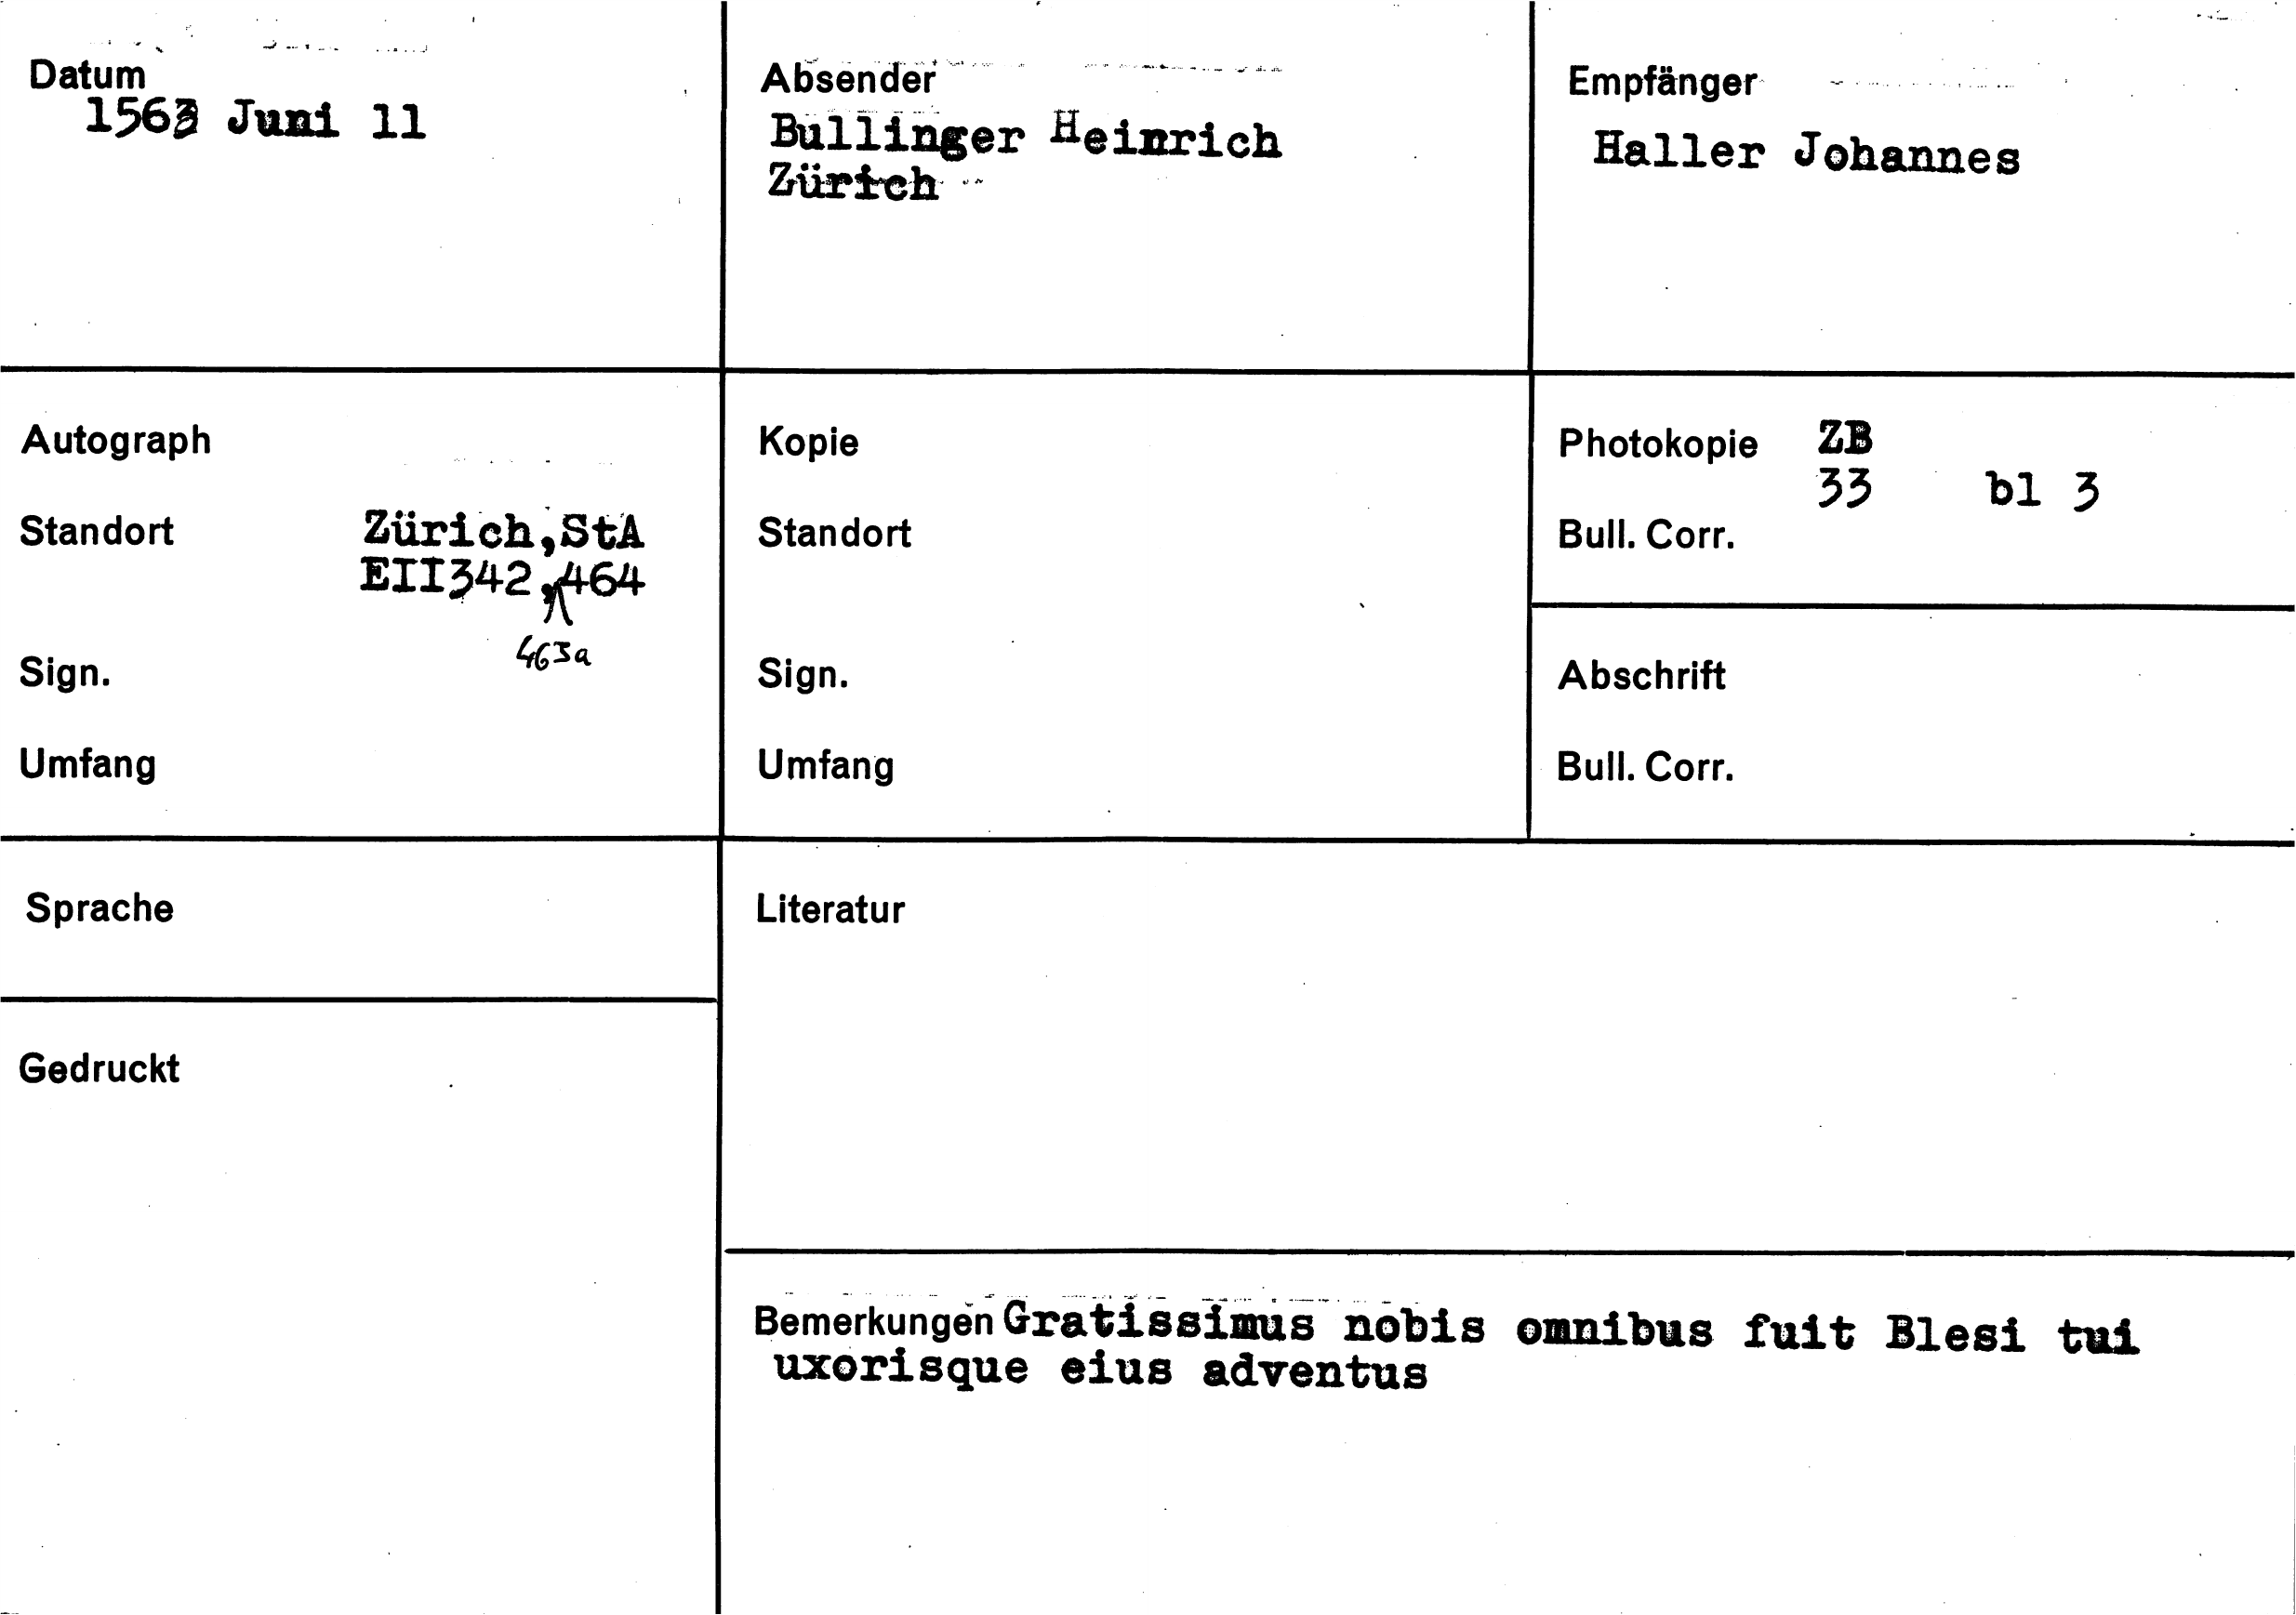 Datum
1563 Juni 11
Absender
Bullinger Heinrich
Zürich
Empfänger
Haller Johannes
Autograph
Standort Zürich,StA
EII342,464
463a
Sign.
Umfang
Kopie
Standort
Sign.
Umfang
Photokopie ZB
33 bl 3
Bull. Corr.
Abschrift
Bull. Corr.
Sprache
Literatur
Gedruckt
Bemerkungen Gratissimus nobis omnibus fuit Blesi tui
uxorisque eius adventus